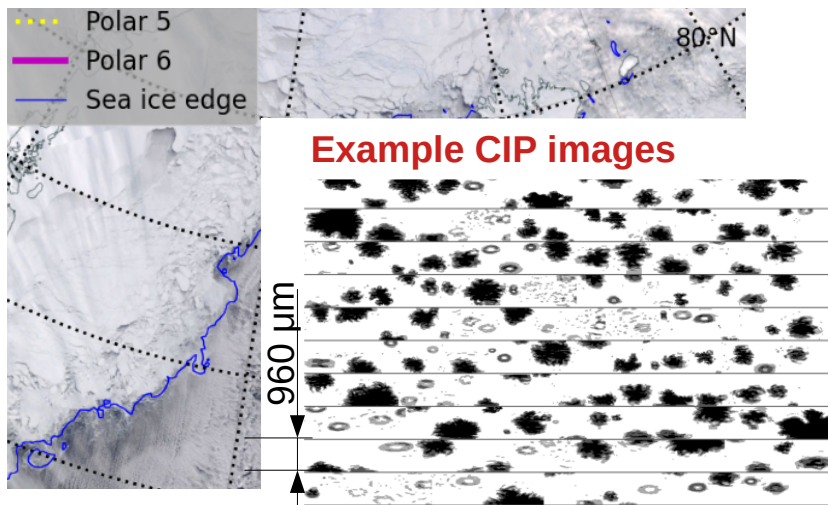 Polar 5
Polar 6
Sea ice edge
80°N
Example CIP images
960 μm